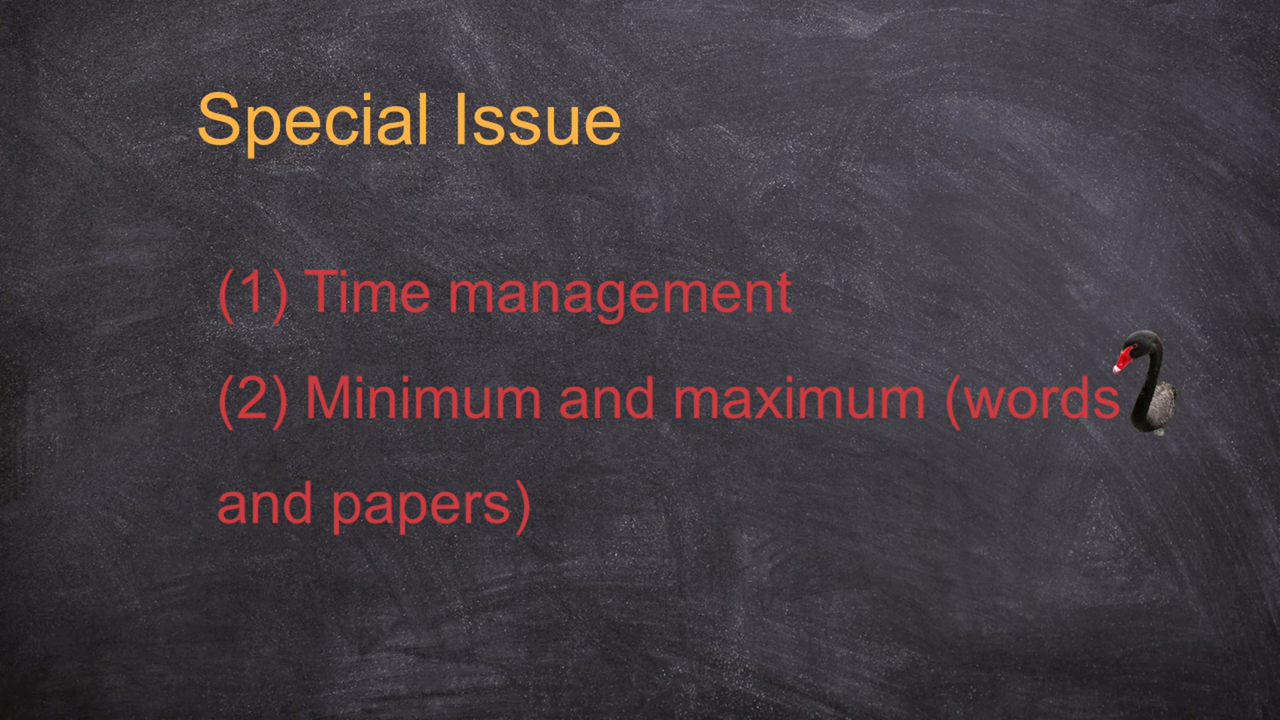 Special Issue
(1) Time management
(2) Minimum and maximum (words
and papers)